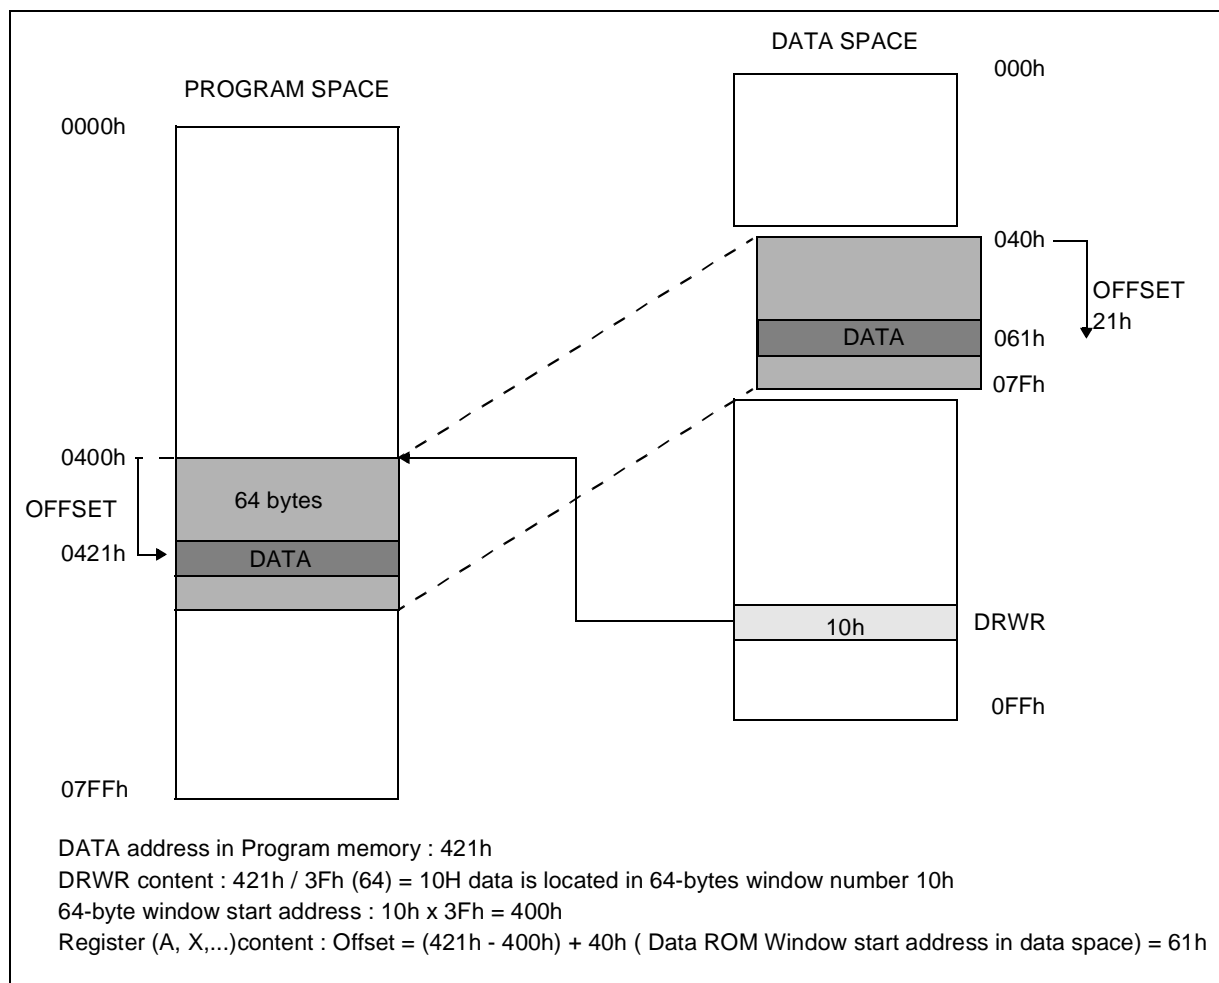 DATA SPACE
000h
PROGRAM SPACE
0000h
040h
OFFSET
21h
DATA
061h
07Fh
0400h
64 bytes
OFFSET
0421h
DATA
10h
DRWR
0FFh
07FFh
DATA address in Program memory : 421h
DRWR content : 421h / 3Fh (64) = 10H data is located in 64-bytes window number 10h
64-byte window start address : 10h x 3Fh = 400h
Register (A, X,...)content : Offset = (421h - 400h) + 40h ( Data ROM Window start address in data space) = 61h